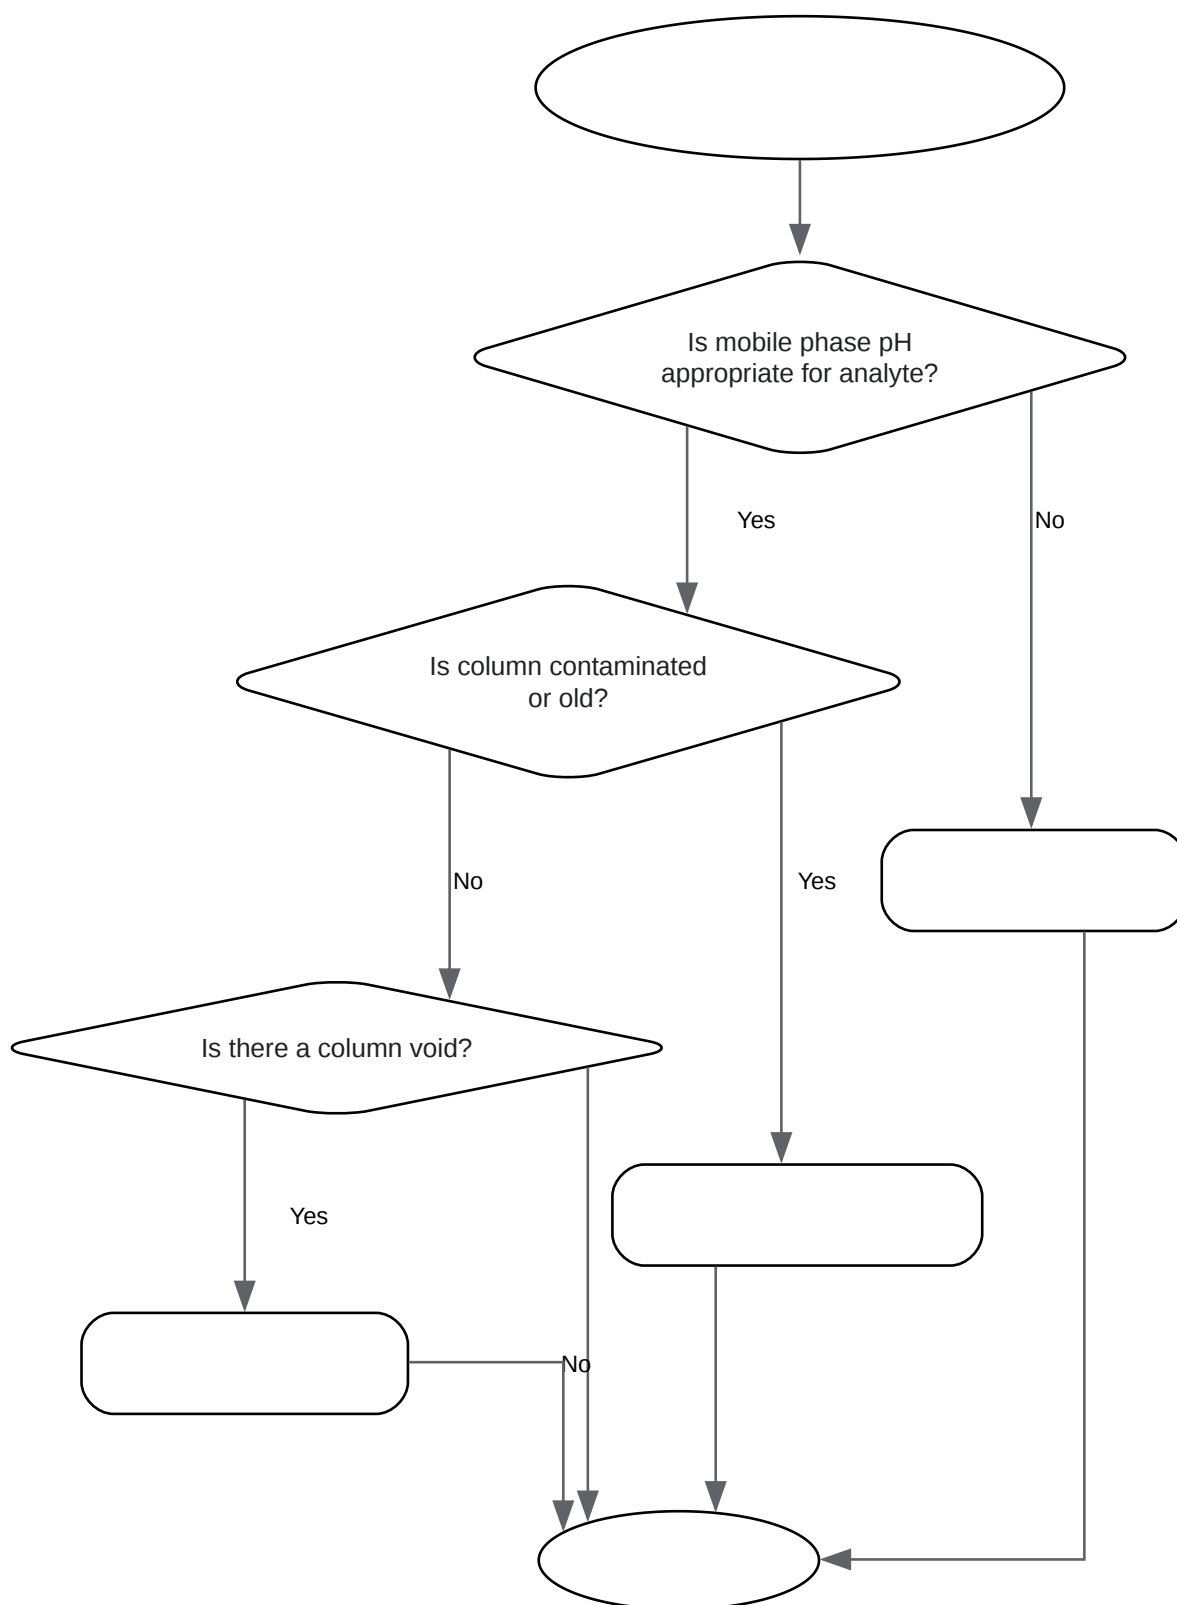 Is mobile phase pH
appropriate for analyte?
Yes
No
Is column contaminated
or old?
No
Yes
Is there a column void?
Yes
No